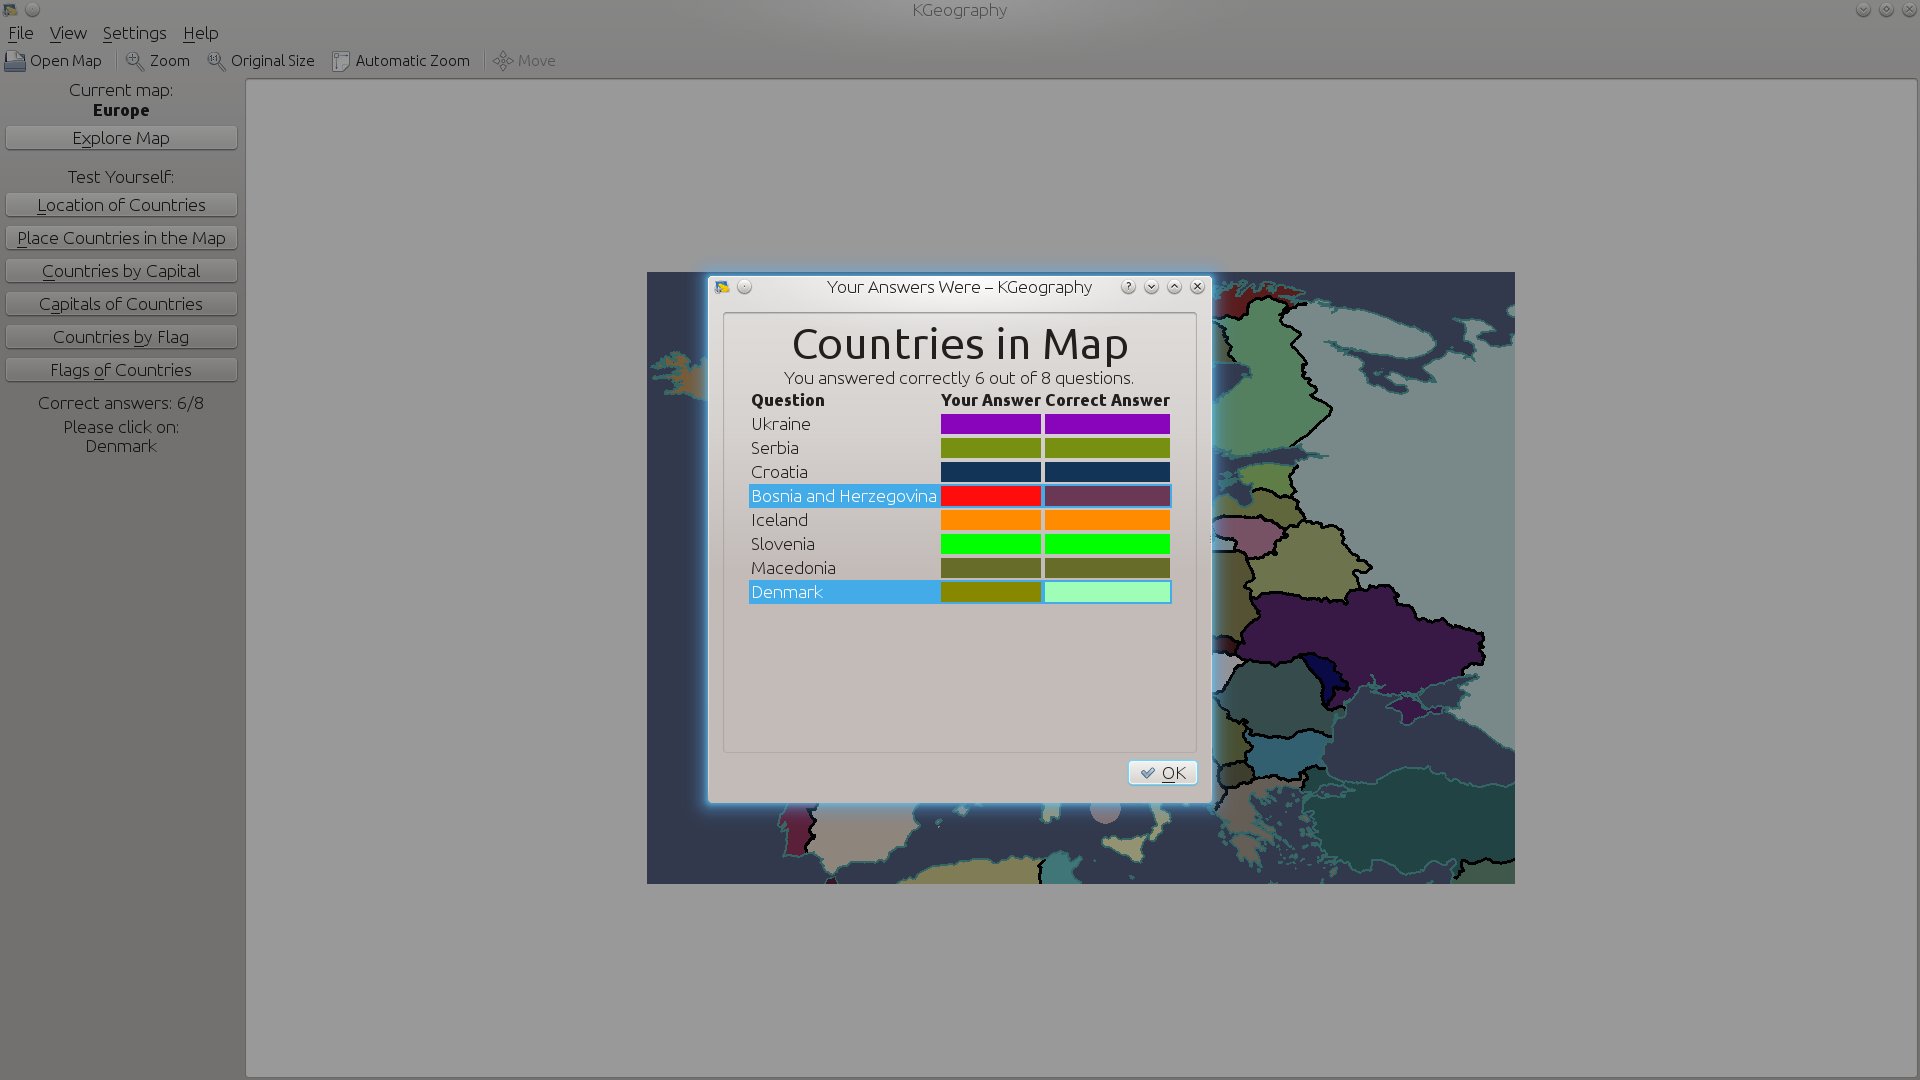 KGeography
File View Settings Help
Open Map Zoom Original Size Automatic Zoom Move
Current map:
Europe
Explore Map
Test Yourself:
Location of Countries
Place Countries in the Map
Countries by Capital
Capitals of Countries
Countries by Flag
Flags of Countries
Correct answers: 6/8
Please click on:
Denmark
Your Answers Were – KGeography
Countries in Map
You answered correctly 6 out of 8 questions.
Question Your Answer Correct Answer
Ukraine
Serbia
Croatia
Bosnia and Herzegovina
Iceland
Slovenia
Macedonia
Denmark
OK